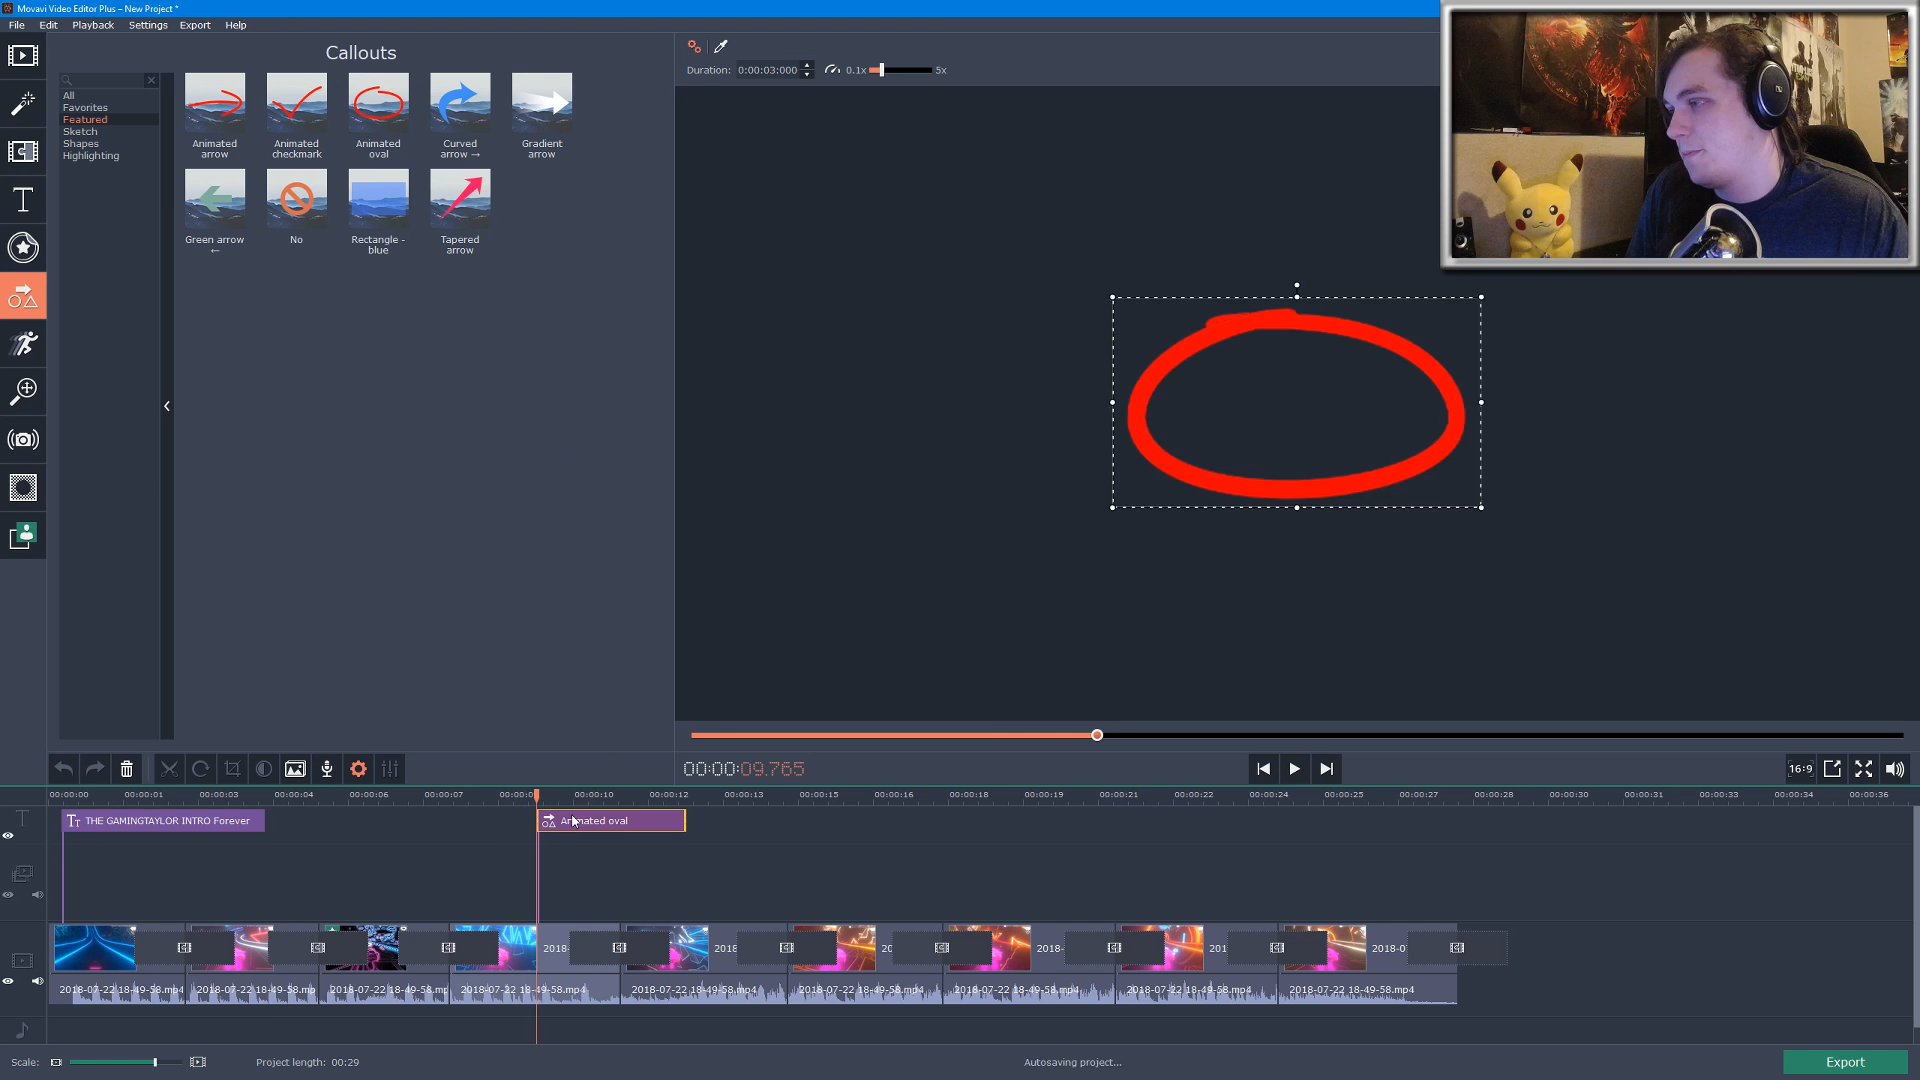 Movavi Video Editor Plus – New Project *
File Edit Playback Settings Export Help
Callouts
All
Favorites
Featured
Sketch
Shapes
Highlighting
Animated arrow
Animated checkmark
Animated oval
Curved arrow →
Gradient arrow
Green arrow ←
No
Rectangle - blue
Tapered arrow
Duration: 0:00:03:000 0.1x 5x
00:00:09.765
16:9
00:00:00 00:00:01 00:00:03 00:00:04 00:00:06 00:00:07 00:00:10 00:00:12 00:00:13 00:00:15 00:00:16 00:00:18 00:00:19 00:00:21 00:00:22 00:00:24 00:00:25 00:00:27 00:00:28 00:00:30 00:00:31 00:00:33 00:00:34 00:00:36
THE GAMINGTAYLOR INTRO Forever
Animated oval
2018- 2018 20 2018- 201 2018-0
2018-07-22 18-49-58.mp4 2018-07-22 18-49-58.mp 2018-07-22 18-49-58.mp 2018-07-22 18-49-58.mp4 2018-07-22 18-49-58.mp4 2018-07-22 18-49-58.mp4 2018-07-22 18-49-58.mp4 2018-07-22 18-49-58.mp4 2018-07-22 18-49-58.mp4
Scale: Project length: 00:29 Autosaving project... Export